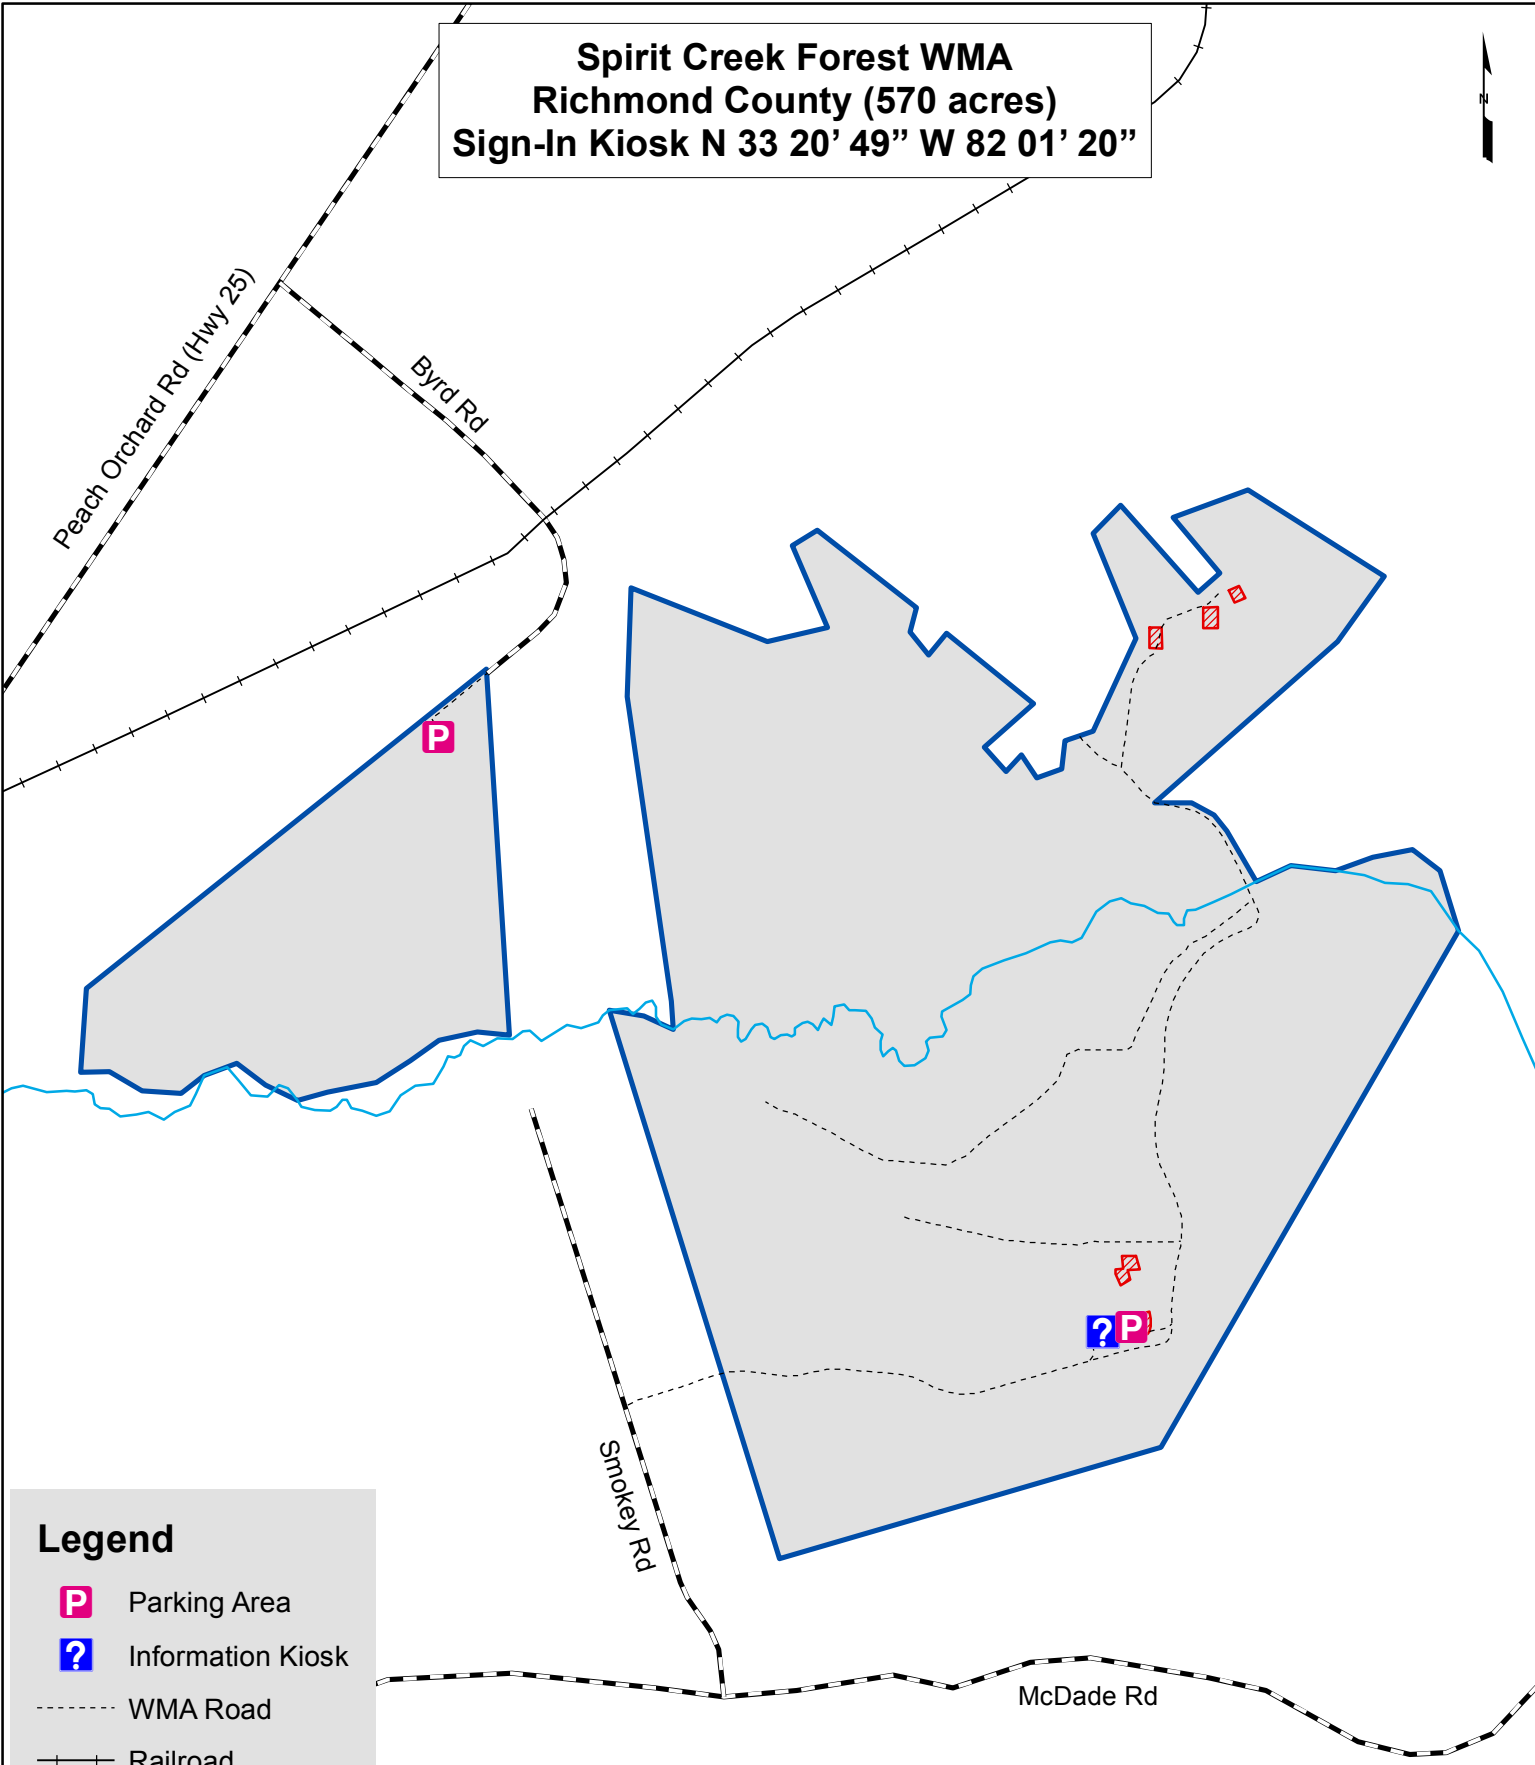 Spirit Creek Forest WMA
Richmond County (570 acres)
Sign-In Kiosk N 33 20’ 49” W 82 01’ 20”
N
Peach Orchard Rd (Hwy 25)
Byrd Rd
P
? P
Smokey Rd
McDade Rd
Legend
P Parking Area
? Information Kiosk
WMA Road
Railroad